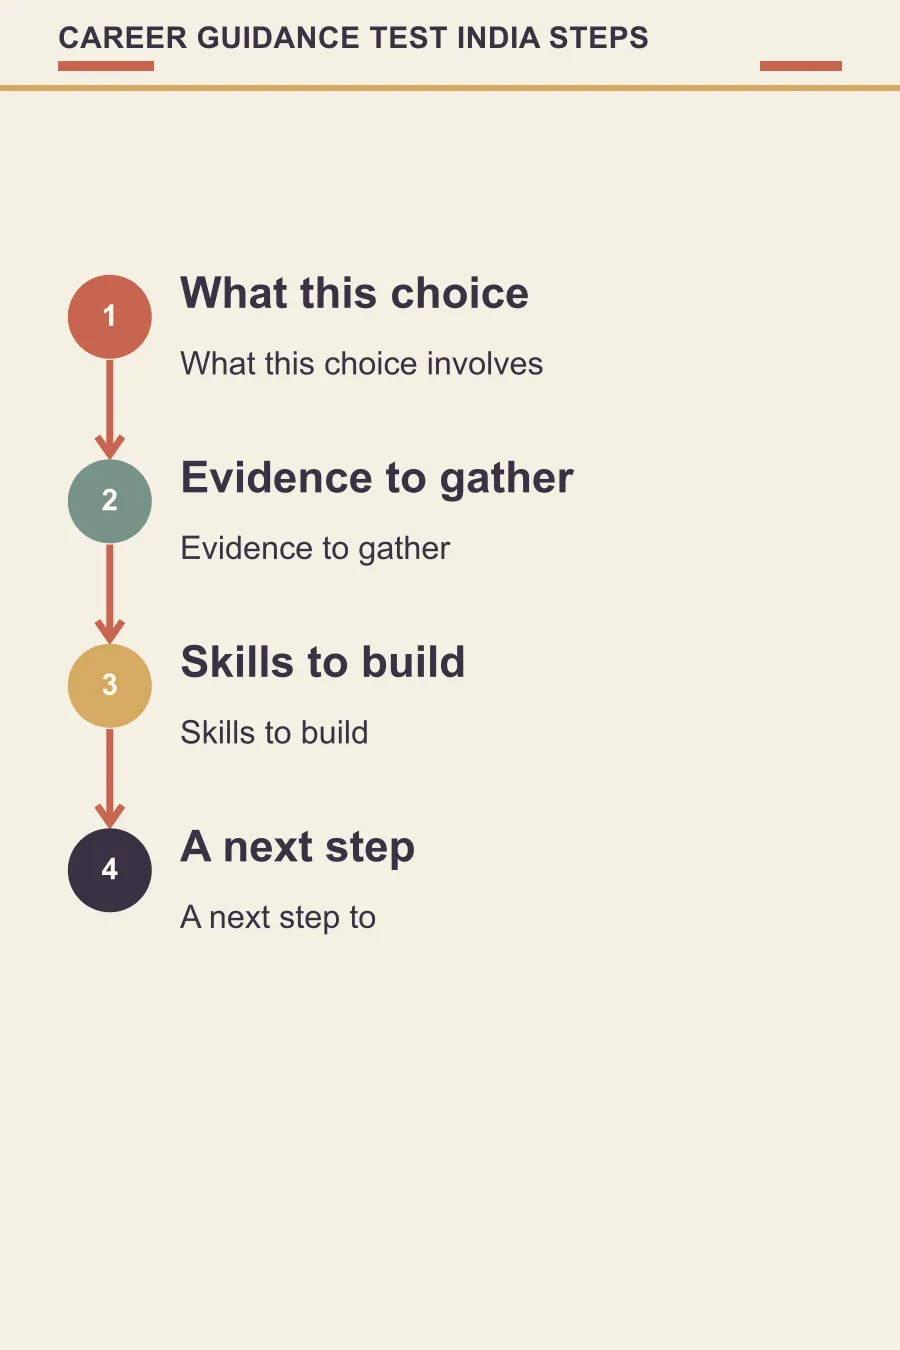 CAREER GUIDANCE TEST INDIA STEPS
1
What this choice
What this choice involves
2
Evidence to gather
Evidence to gather
3
Skills to build
Skills to build
4
A next step
A next step to